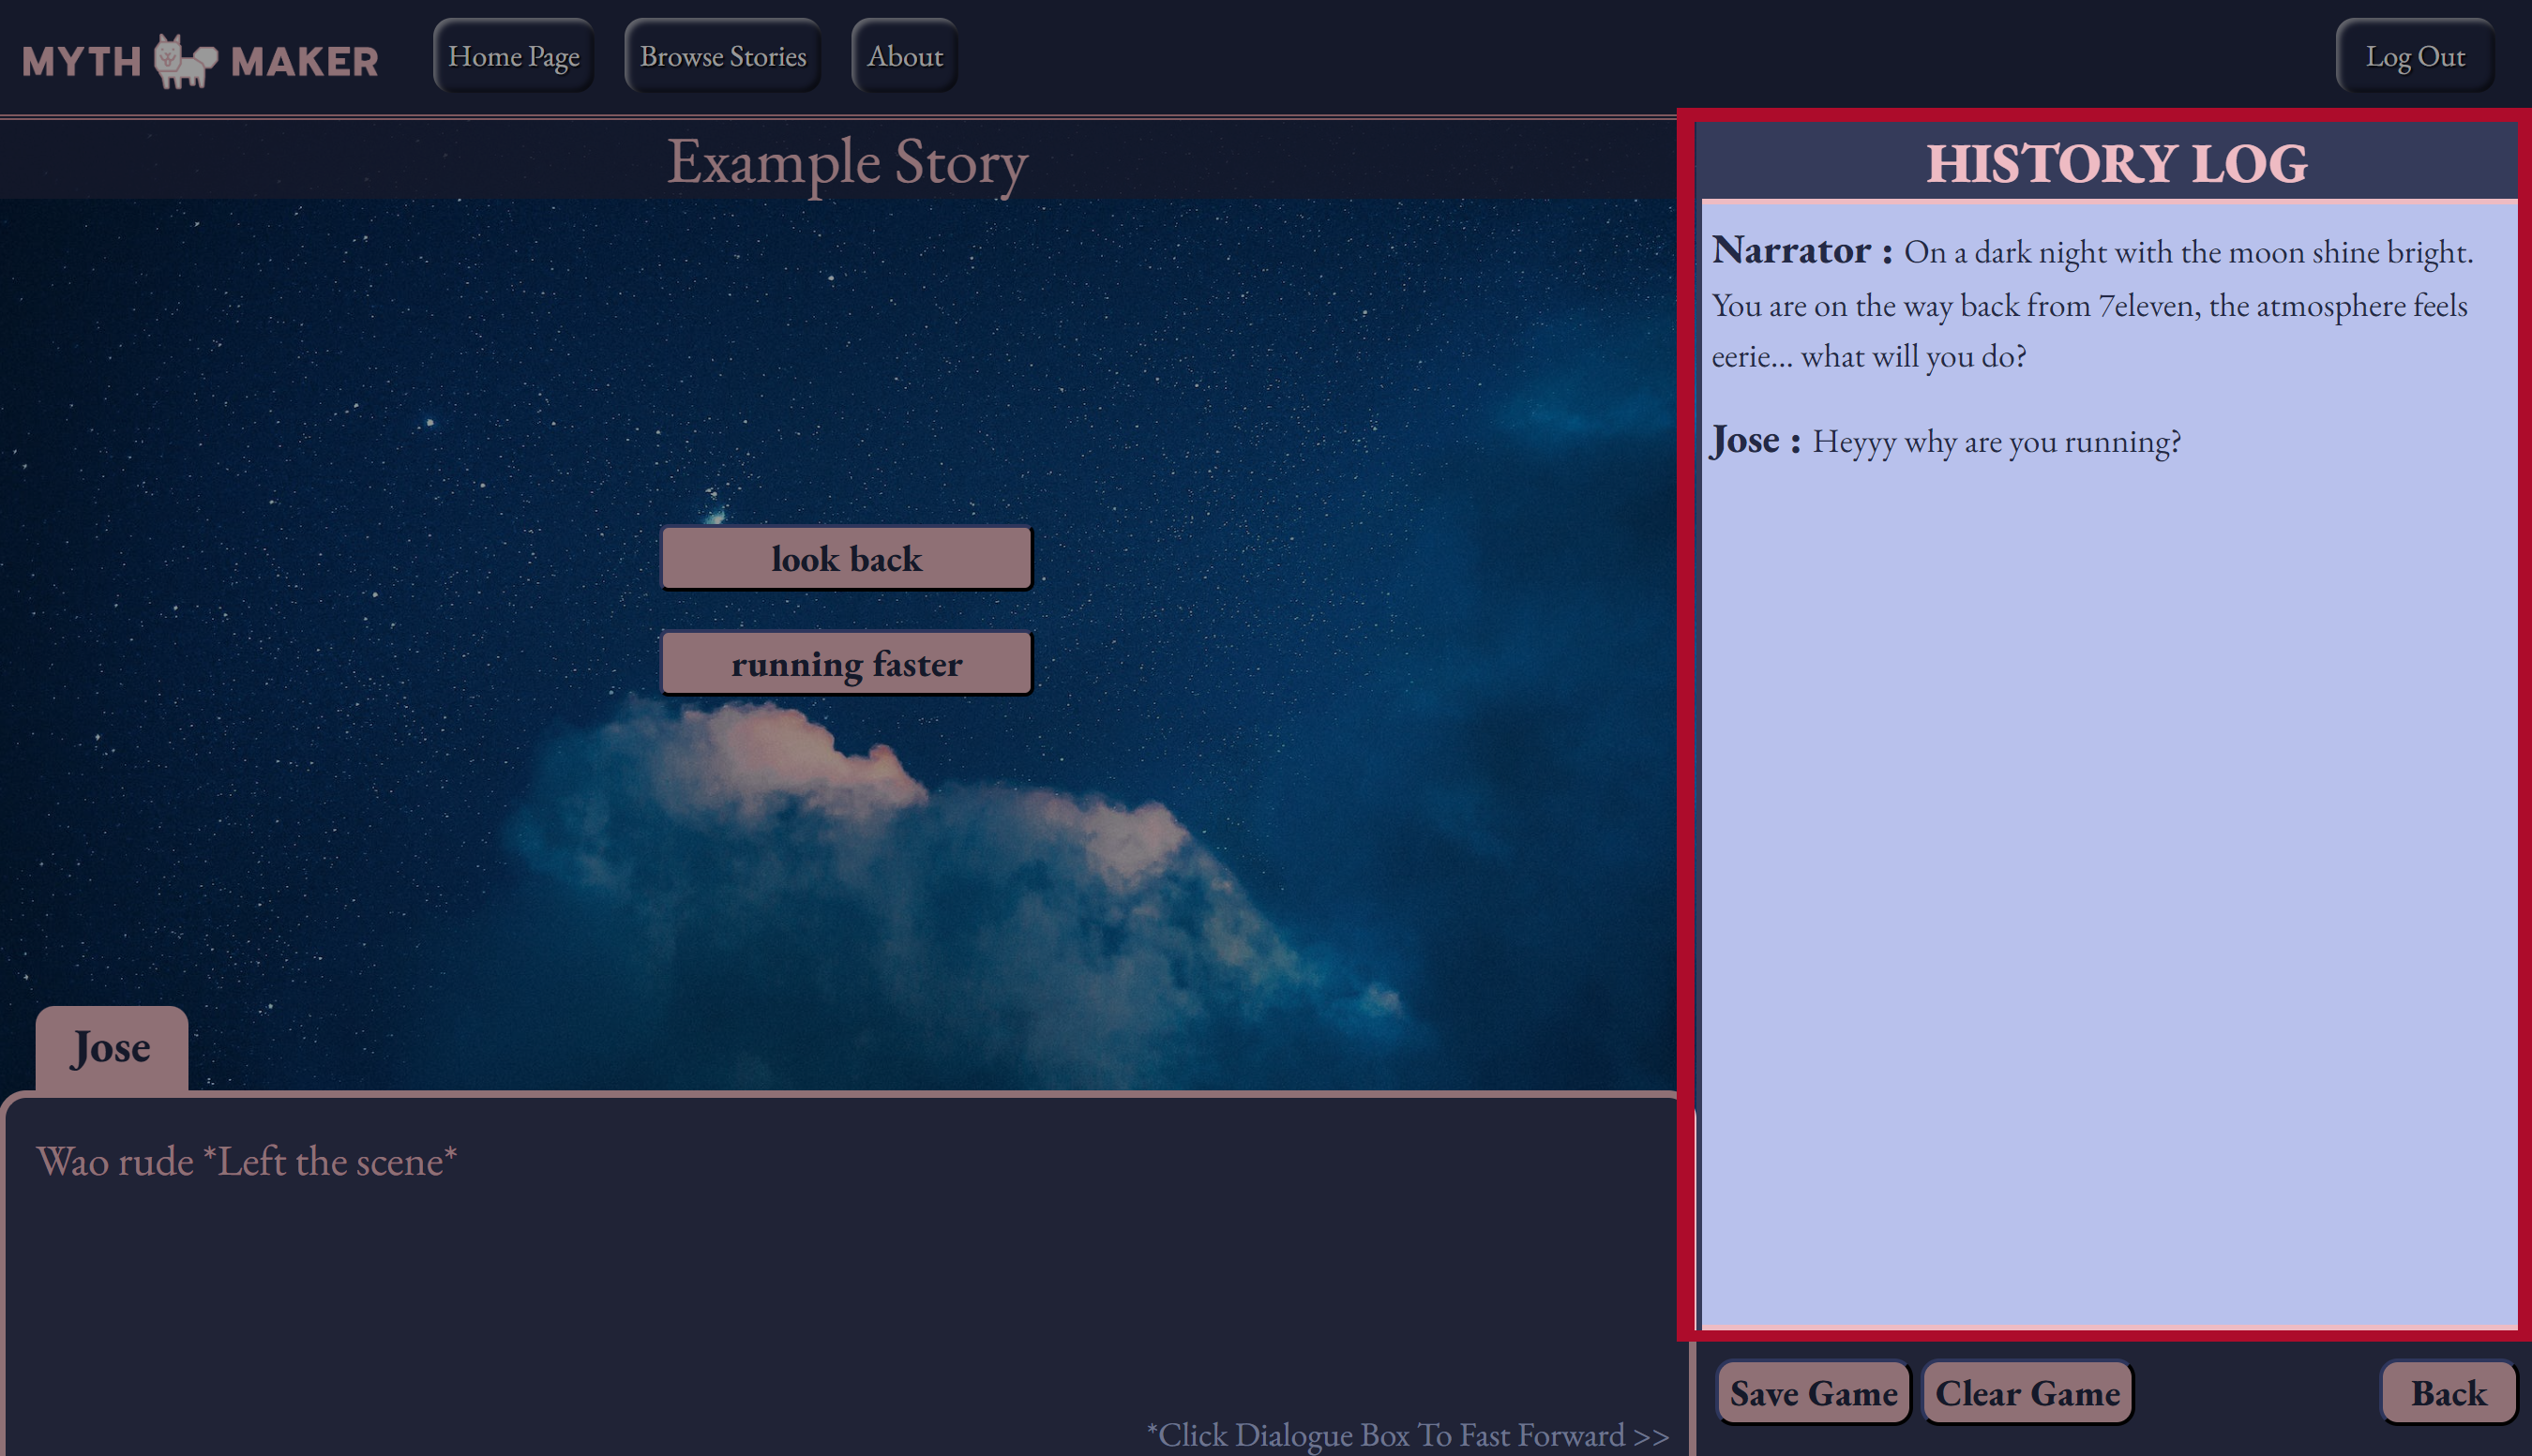 MYTH MAKER
Home Page
Browse Stories
About
Log Out
Example Story
look back
running faster
Jose
Wao rude *Left the scene*
*Click Dialogue Box To Fast Forward >>
HISTORY LOG
Narrator : On a dark night with the moon shine bright.
You are on the way back from 7eleven, the atmosphere feels
eerie... what will you do?
Jose : Heyyy why are you running?
Save Game
Clear Game
Back